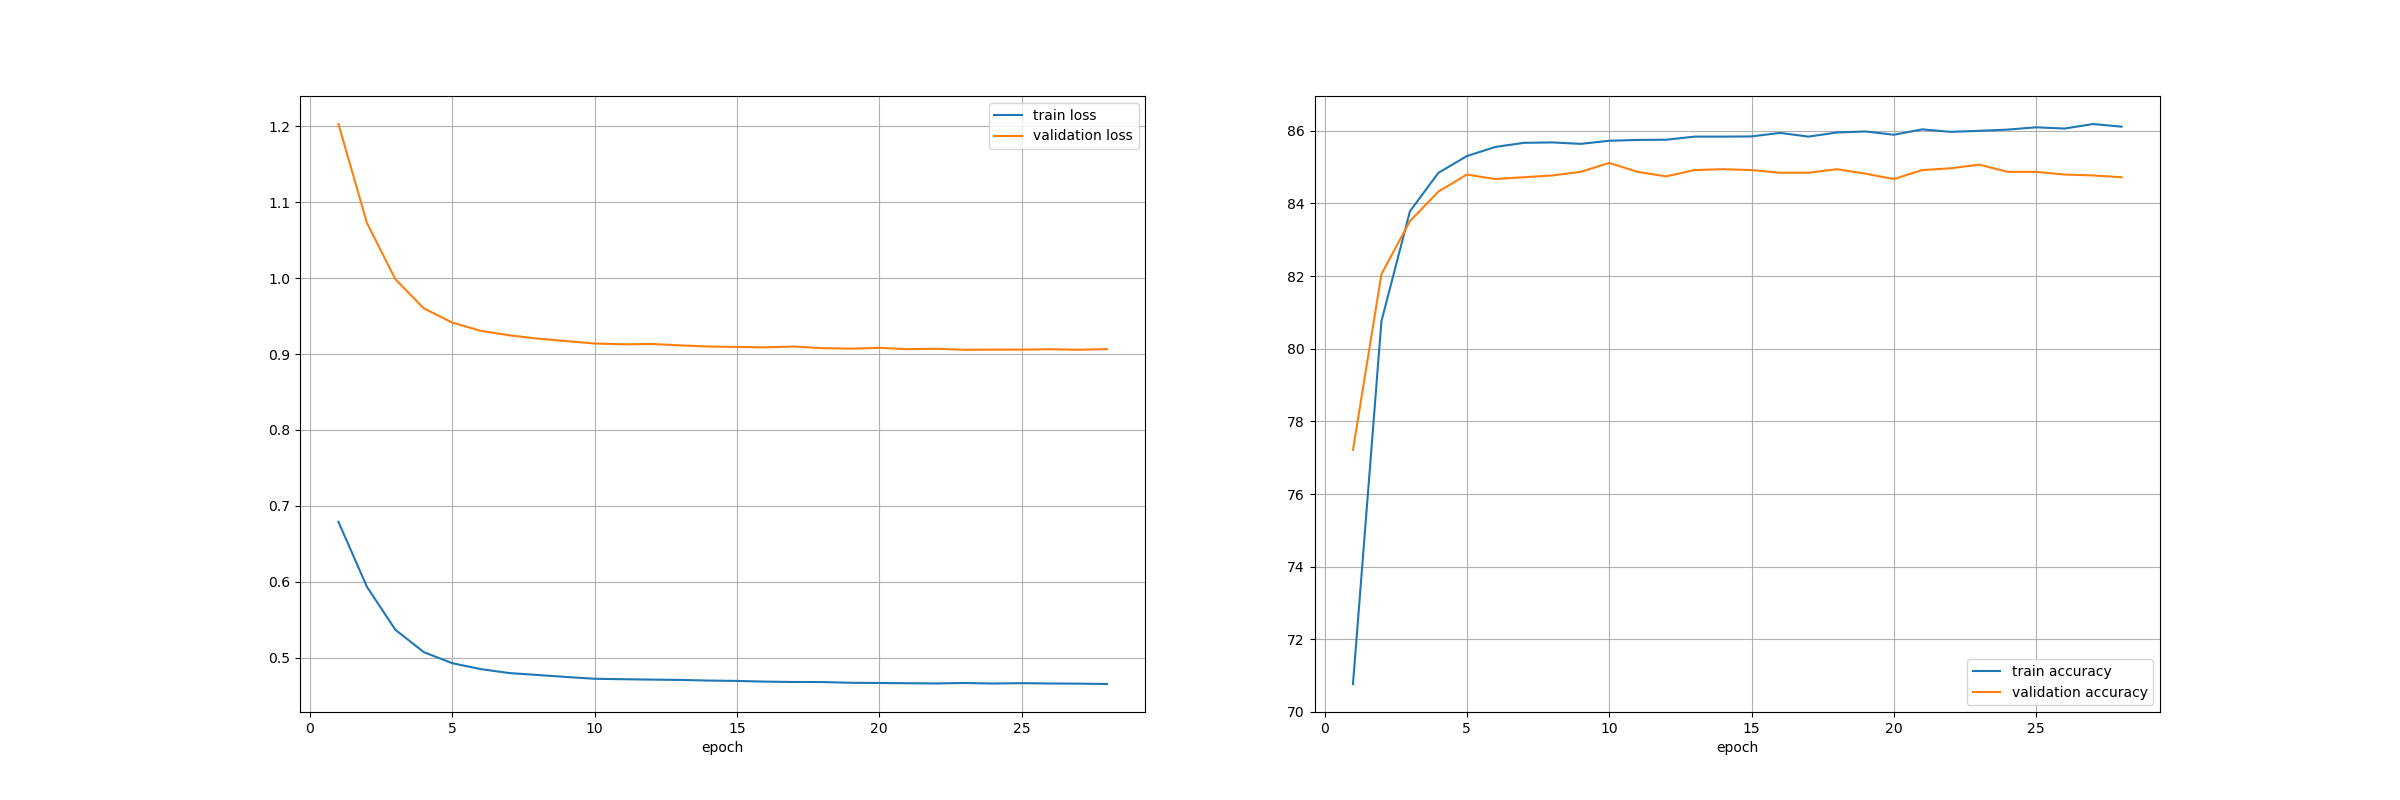 train loss
validation loss
1.2
1.1
1.0
0.9
0.8
0.7
0.6
0.5
0 5 10 15 20 25
epoch
86
84
82
80
78
76
74
72
70
train accuracy
validation accuracy
0 5 10 15 20 25
epoch